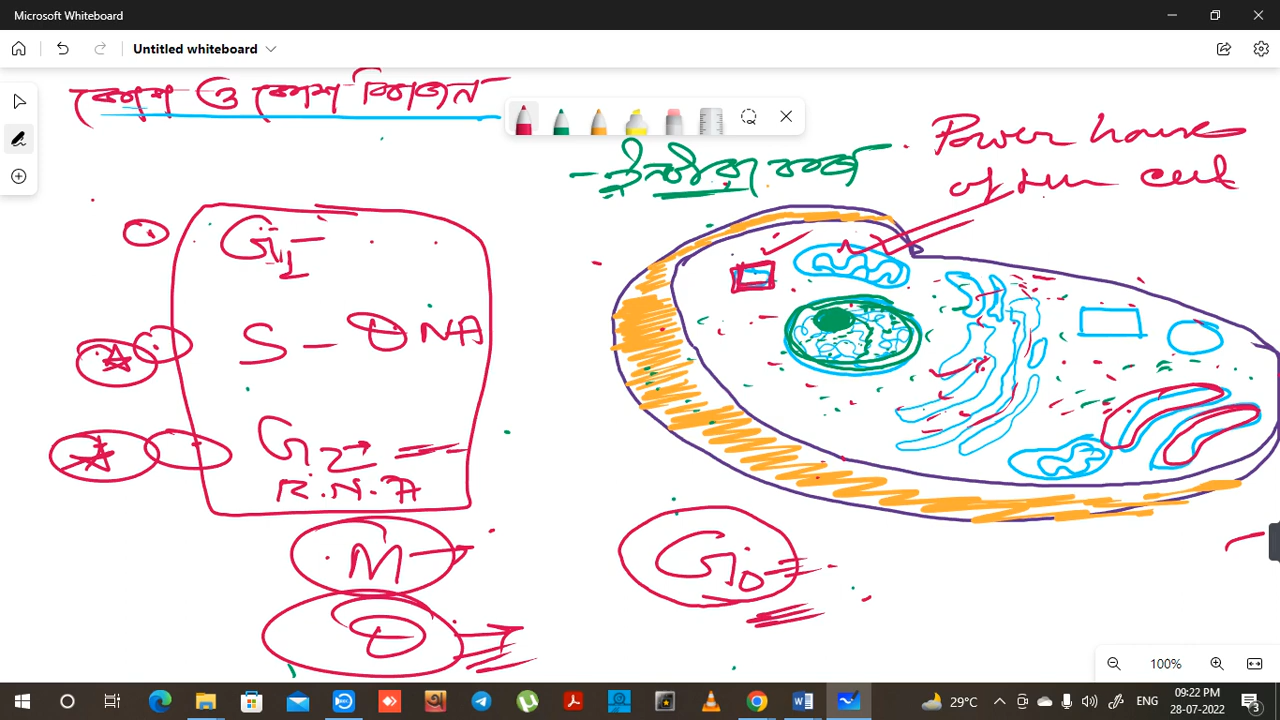 Microsoft Whiteboard
Untitled whiteboard
কোশ ও কোশ বিভাজন
Power house
of the cell
G1
S - DNA
G2
R.N.A
M
D
G0
100%
29°C
ENG
09:22 PM
28-07-2022
3